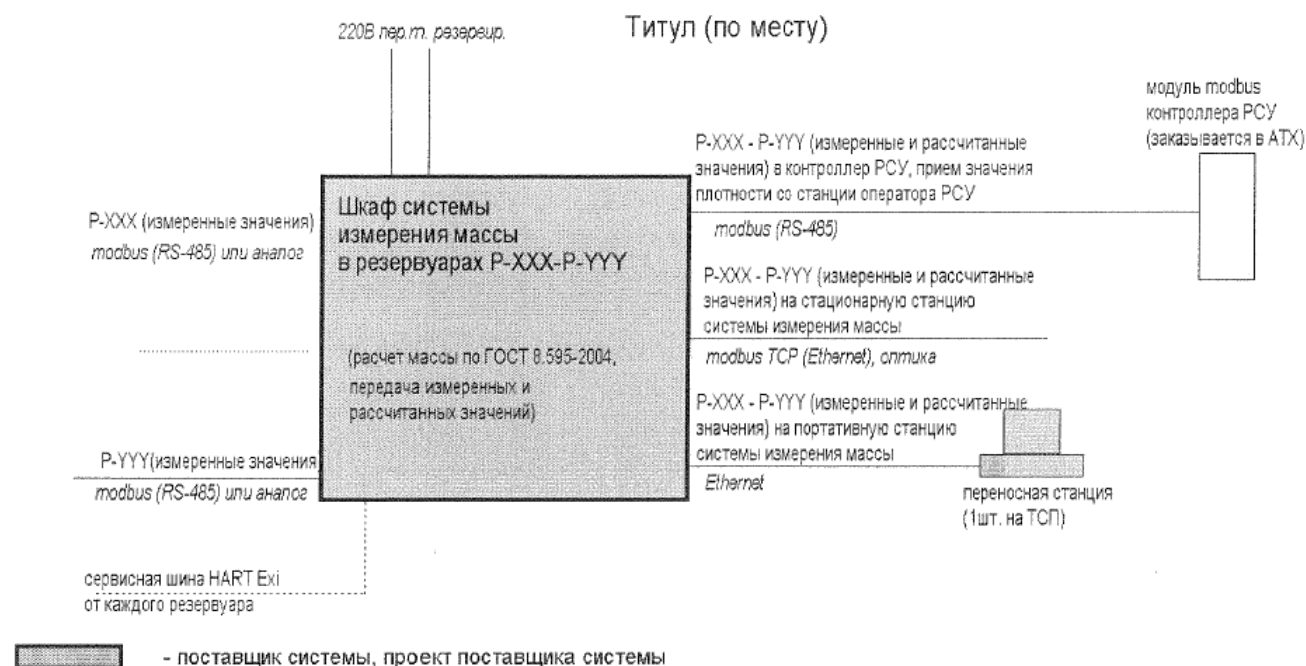 220В пер.т. резервир.
Титул (по месту)
модуль modbus
контроллера РСУ
(заказывается в АТХ)
P-XXX - P-YYY (измеренные и рассчитанные
значения) в контроллер РСУ, прием значения
плотности со станции оператора РСУ
modbus (RS-485)
P-XXX (измеренные значения)
modbus (RS-485) или аналог
Шкаф системы
измерения массы
в резервуарах P-XXX-P-YYY
(расчет массы по ГОСТ 8.595-2004,
передача измеренных и
рассчитанных значений)
P-XXX - P-YYY (измеренные и рассчитанные
значения) на стационарную станцию
системы измерения массы
modbus TCP (Ethernet), оптика
P-XXX - P-YYY (измеренные и рассчитанные
значения) на портативную станцию
системы измерения массы
Ethernet
переносная станция
(1шт. на ТСП)
P-YYY(измеренные значения
modbus (RS-485) или аналог
сервисная шина HART Exi
от каждого резервуара
- поставщик системы, проект поставщика системы